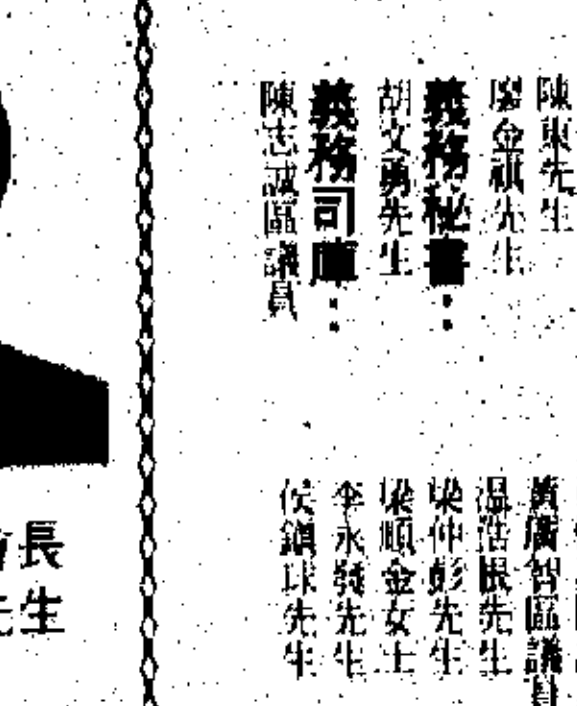 陳東先生
廖金祺先生
義務秘書：
胡文勇先生
義務司庫：
陳志誠區議員
黃廣智區議員
温浩根先生
梁仲彭先生
梁順金女士
李永發先生
侯鎮球先生
長
先生